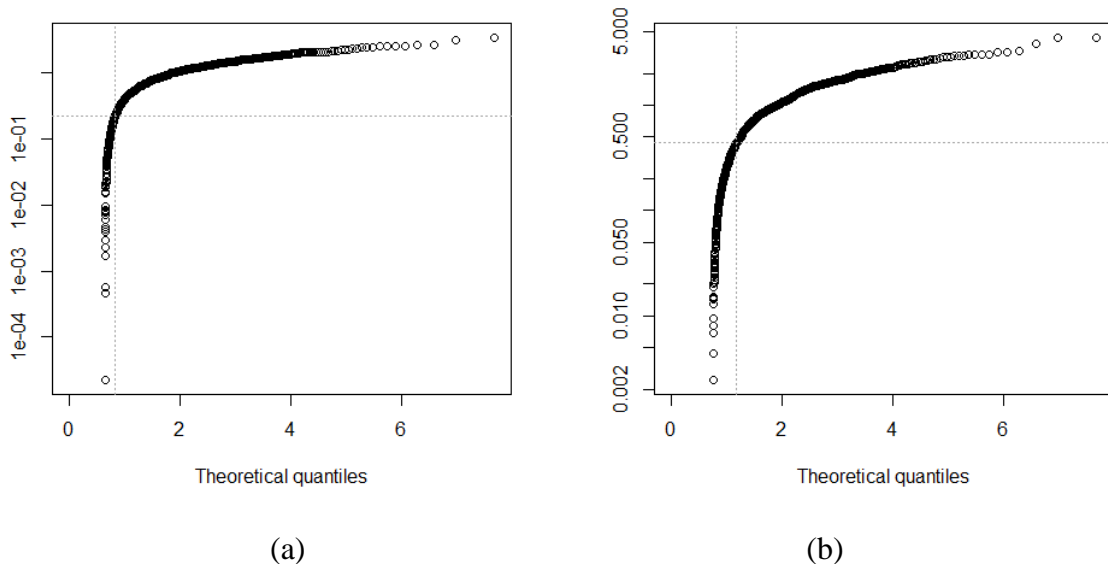 1e-01
1e-02
1e-03
1e-04
0 2 4 6
Theoretical quantiles
(a)
5.000
0.500
0.050
0.010
0.002
0 2 4 6
Theoretical quantiles
(b)